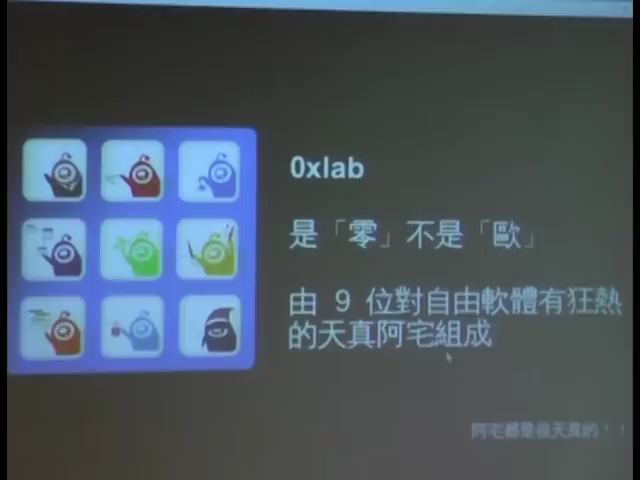 0xlab
是「零」不是「歐」
由 9 位對自由軟體有狂熱
的天真阿宅組成
阿宅都是很天真的！！